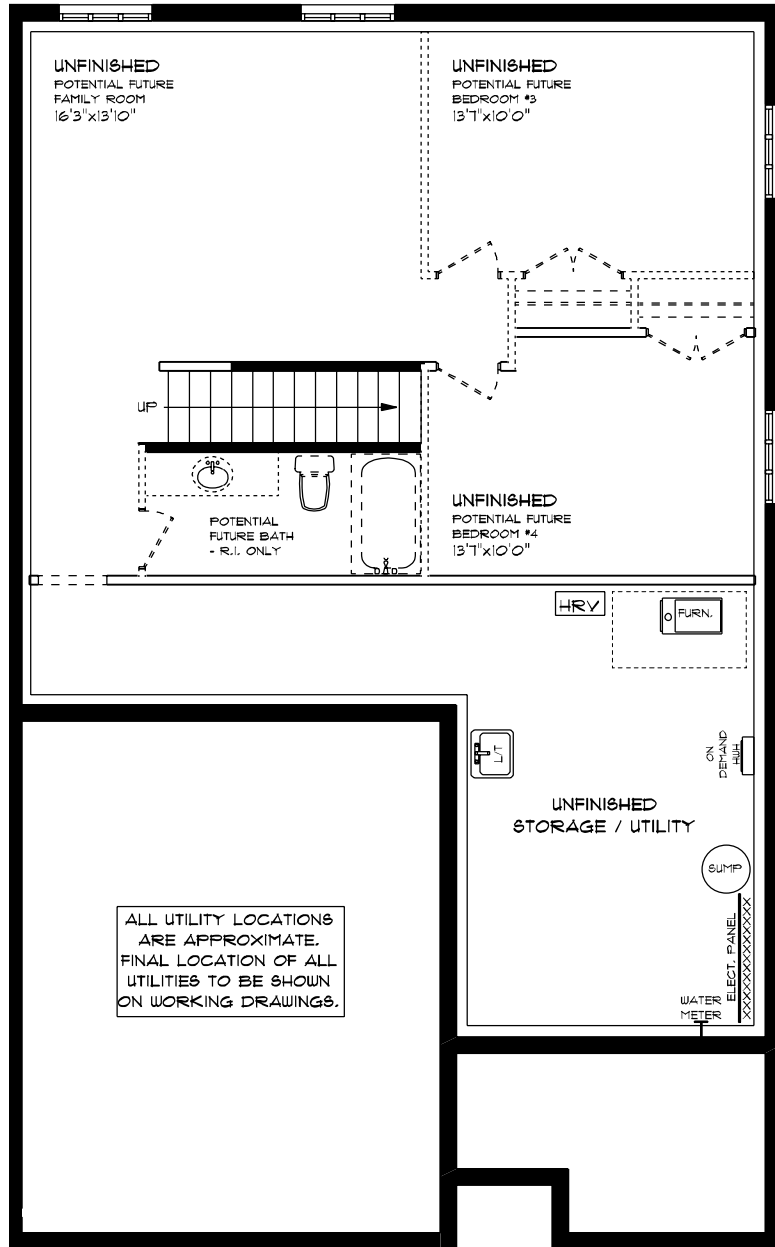 UNFINISHED
POTENTIAL FUTURE
FAMILY ROOM
16'3"x13'10"
UNFINISHED
POTENTIAL FUTURE
BEDROOM #3
13'7"x10'0"
UP
POTENTIAL
FUTURE BATH
- R.I. ONLY
UNFINISHED
POTENTIAL FUTURE
BEDROOM #4
13'7"x10'0"
HRV
FURN.
L/T
ON
DEMAND
HWH
UNFINISHED
STORAGE / UTILITY
SUMP
ELECT. PANEL
WATER
METER
ALL UTILITY LOCATIONS
ARE APPROXIMATE.
FINAL LOCATION OF ALL
UTILITIES TO BE SHOWN
ON WORKING DRAWINGS.